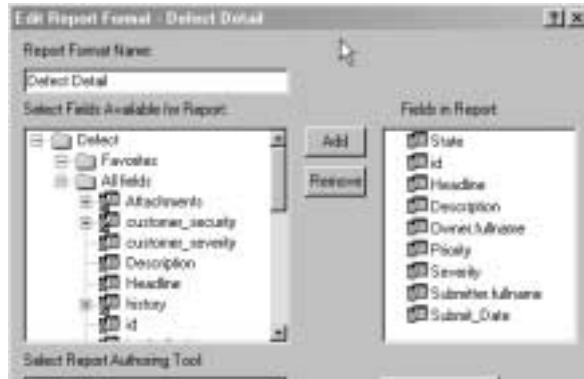 Edit Report Format - Defect Detail
Report Format Name:
Defect Detail
Select Fields Available for Report:
Defect
Favorites
All fields
Attachments
customer_security
customer_severity
Description
Headline
history
id
Add
Remove
Fields in Report
State
id
Headline
Description
Owner.fullname
Priority
Severity
Submitter.fullname
Submit_Date
Select Report Authoring Tool